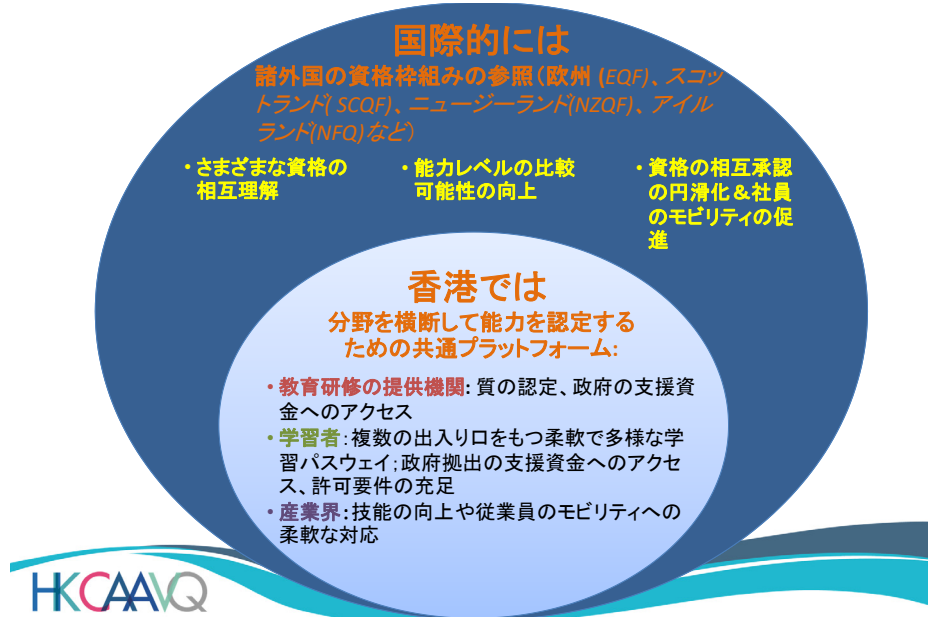 国際的には
諸外国の資格枠組みの参照（欧州 (EQF)、スコッ
トランド( SCQF)、ニュージーランド(NZQF)、アイル
ランド(NFQ)など）
・さまざまな資格の
相互理解
・能力レベルの比較
可能性の向上
・資格の相互承認
の円滑化＆社員
のモビリティの促
進
香港では
分野を横断して能力を認定する
ための共通プラットフォーム:
・教育研修の提供機関: 質の認定、政府の支援資
金へのアクセス
・学習者:複数の出入り口をもつ柔軟で多様な学
習パスウェイ;政府拠出の支援資金へのアクセ
ス、許可要件の充足
・産業界:技能の向上や従業員のモビリティへの
柔軟な対応
HKCAAVQ